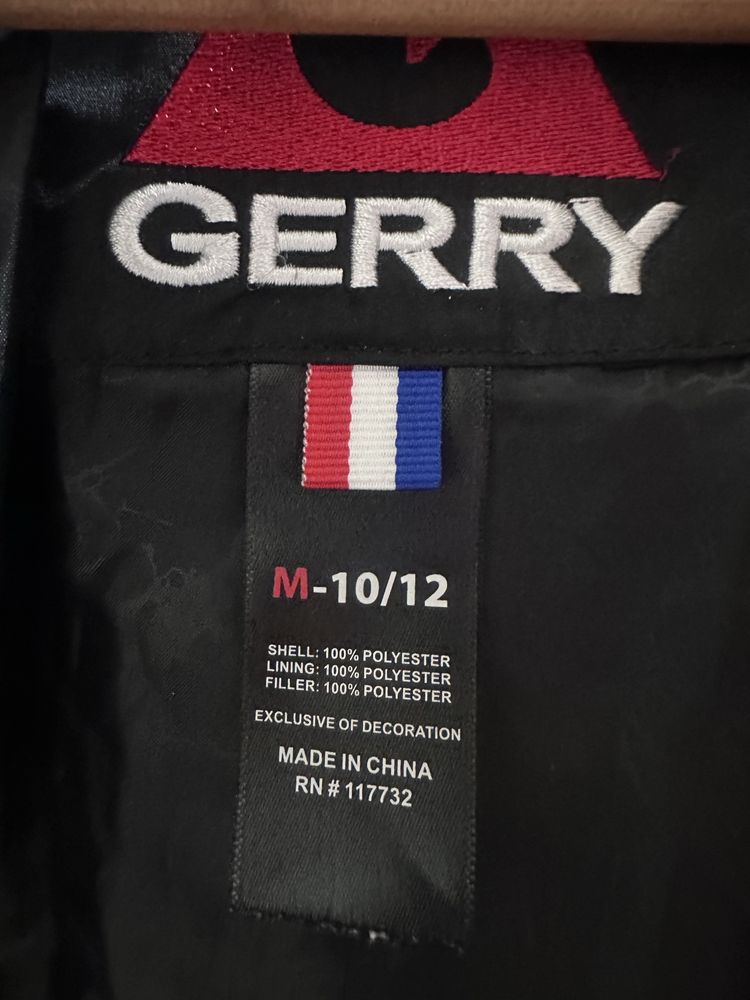 GERRY
M-10/12
SHELL: 100% POLYESTER
LINING: 100% POLYESTER
FILLER: 100% POLYESTER
EXCLUSIVE OF DECORATION
MADE IN CHINA
RN # 117732